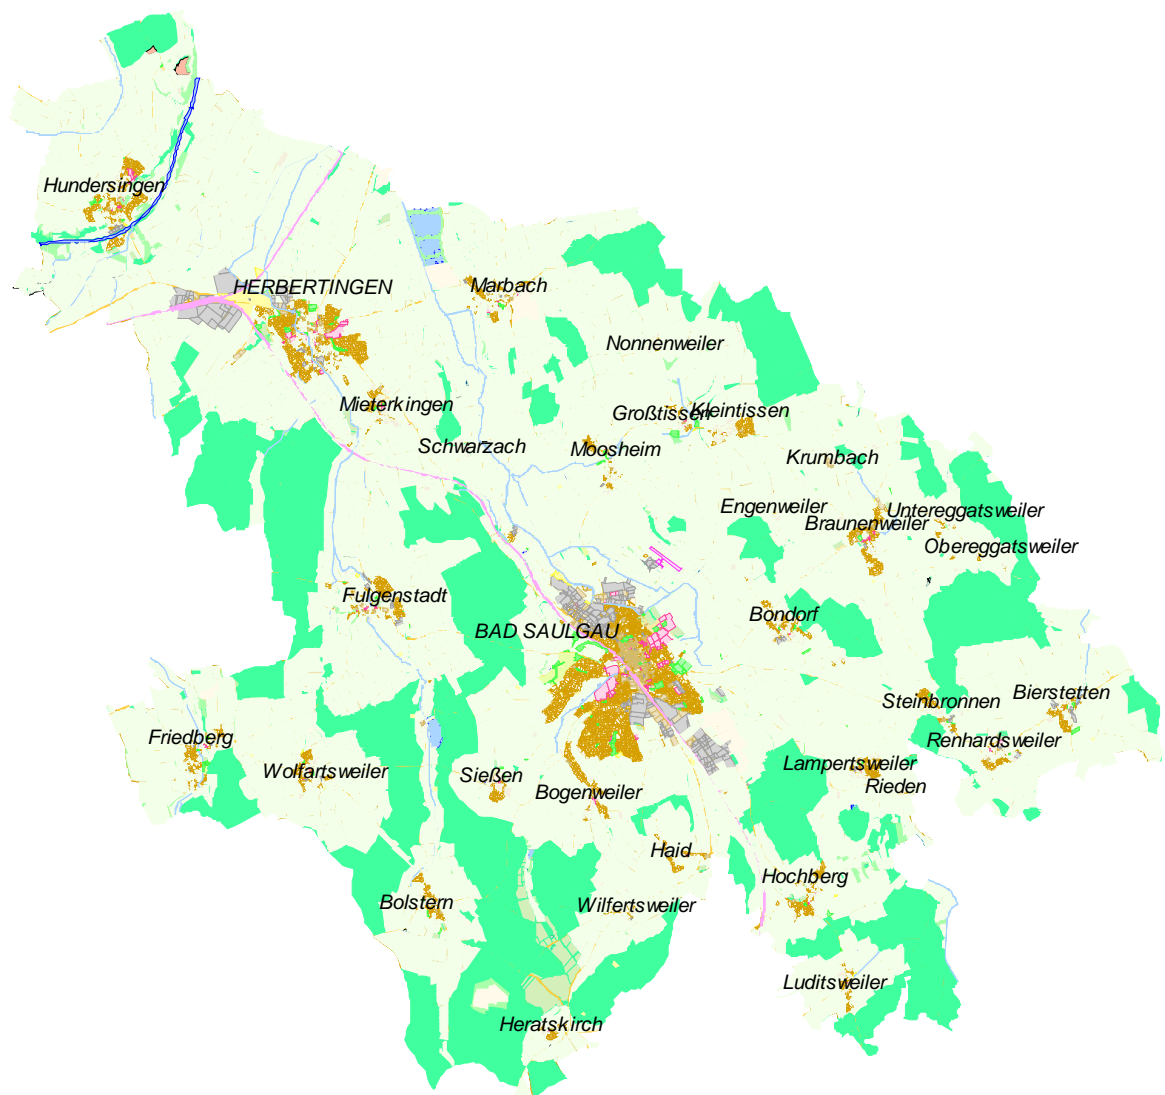 Hundersingen
HERBERTINGEN
Marbach
Nonnenweiler
Mieterkingen
Großtissen
Kleintissen
Schwarzach
Moosheim
Krumbach
Engenweiler
Untereggatsweiler
Braunenweiler
Obereggatsweiler
Fulgenstadt
Bondorf
BAD SAULGAU
Steinbronnen
Bierstetten
Friedberg
Renhardsweiler
Wolfartsweiler
Sießen
Lampertsweiler
Rieden
Bogenweiler
Haid
Hochberg
Bolstern
Wilfertsweiler
Luditsweiler
Heratskirch